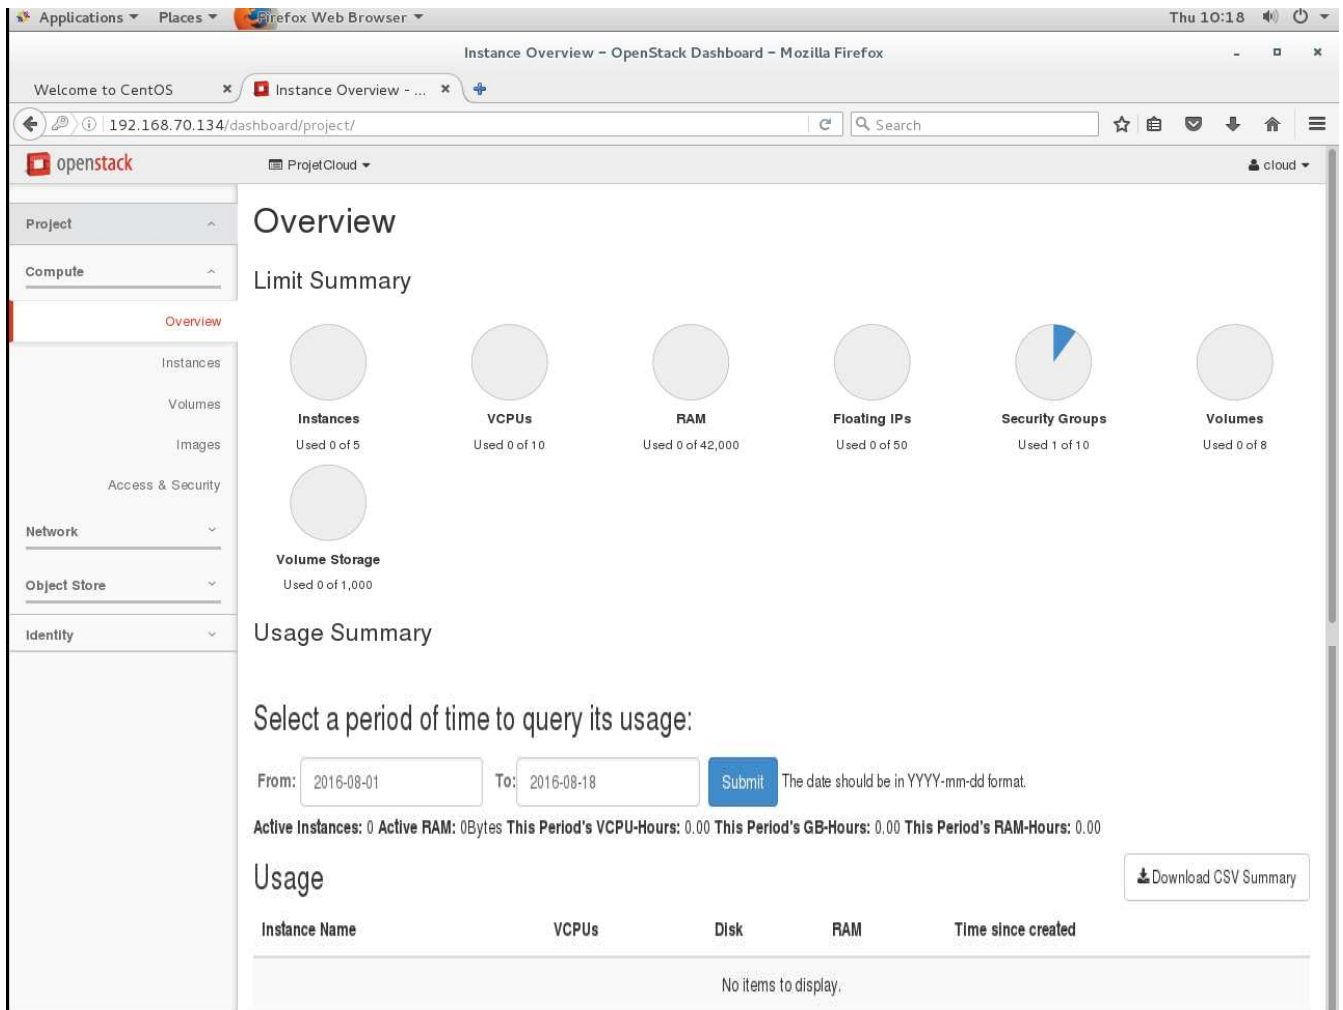 Applications Places Firefox Web Browser Thu 10:18
Instance Overview - OpenStack Dashboard - Mozilla Firefox
Welcome to CentOS Instance Overview - ...
192.168.70.134/dashboard/project/ Search
openstack ProjetCloud cloud
Project
Compute
Overview
Instances
Volumes
Images
Access & Security
Network
Object Store
Identity
Overview
Limit Summary
Instances VCPUs RAM Floating IPs Security Groups Volumes
Used 0 of 5 Used 0 of 10 Used 0 of 42,000 Used 0 of 50 Used 1 of 10 Used 0 of 8
Volume Storage
Used 0 of 1,000
Usage Summary
Select a period of time to query its usage:
From: 2016-08-01 To: 2016-08-18 Submit The date should be in YYYY-mm-dd format.
Active Instances: 0 Active RAM: 0Bytes This Period's VCPU-Hours: 0.00 This Period's GB-Hours: 0.00 This Period's RAM-Hours: 0.00
Usage Download CSV Summary
Instance Name VCPUs Disk RAM Time since created
No items to display.